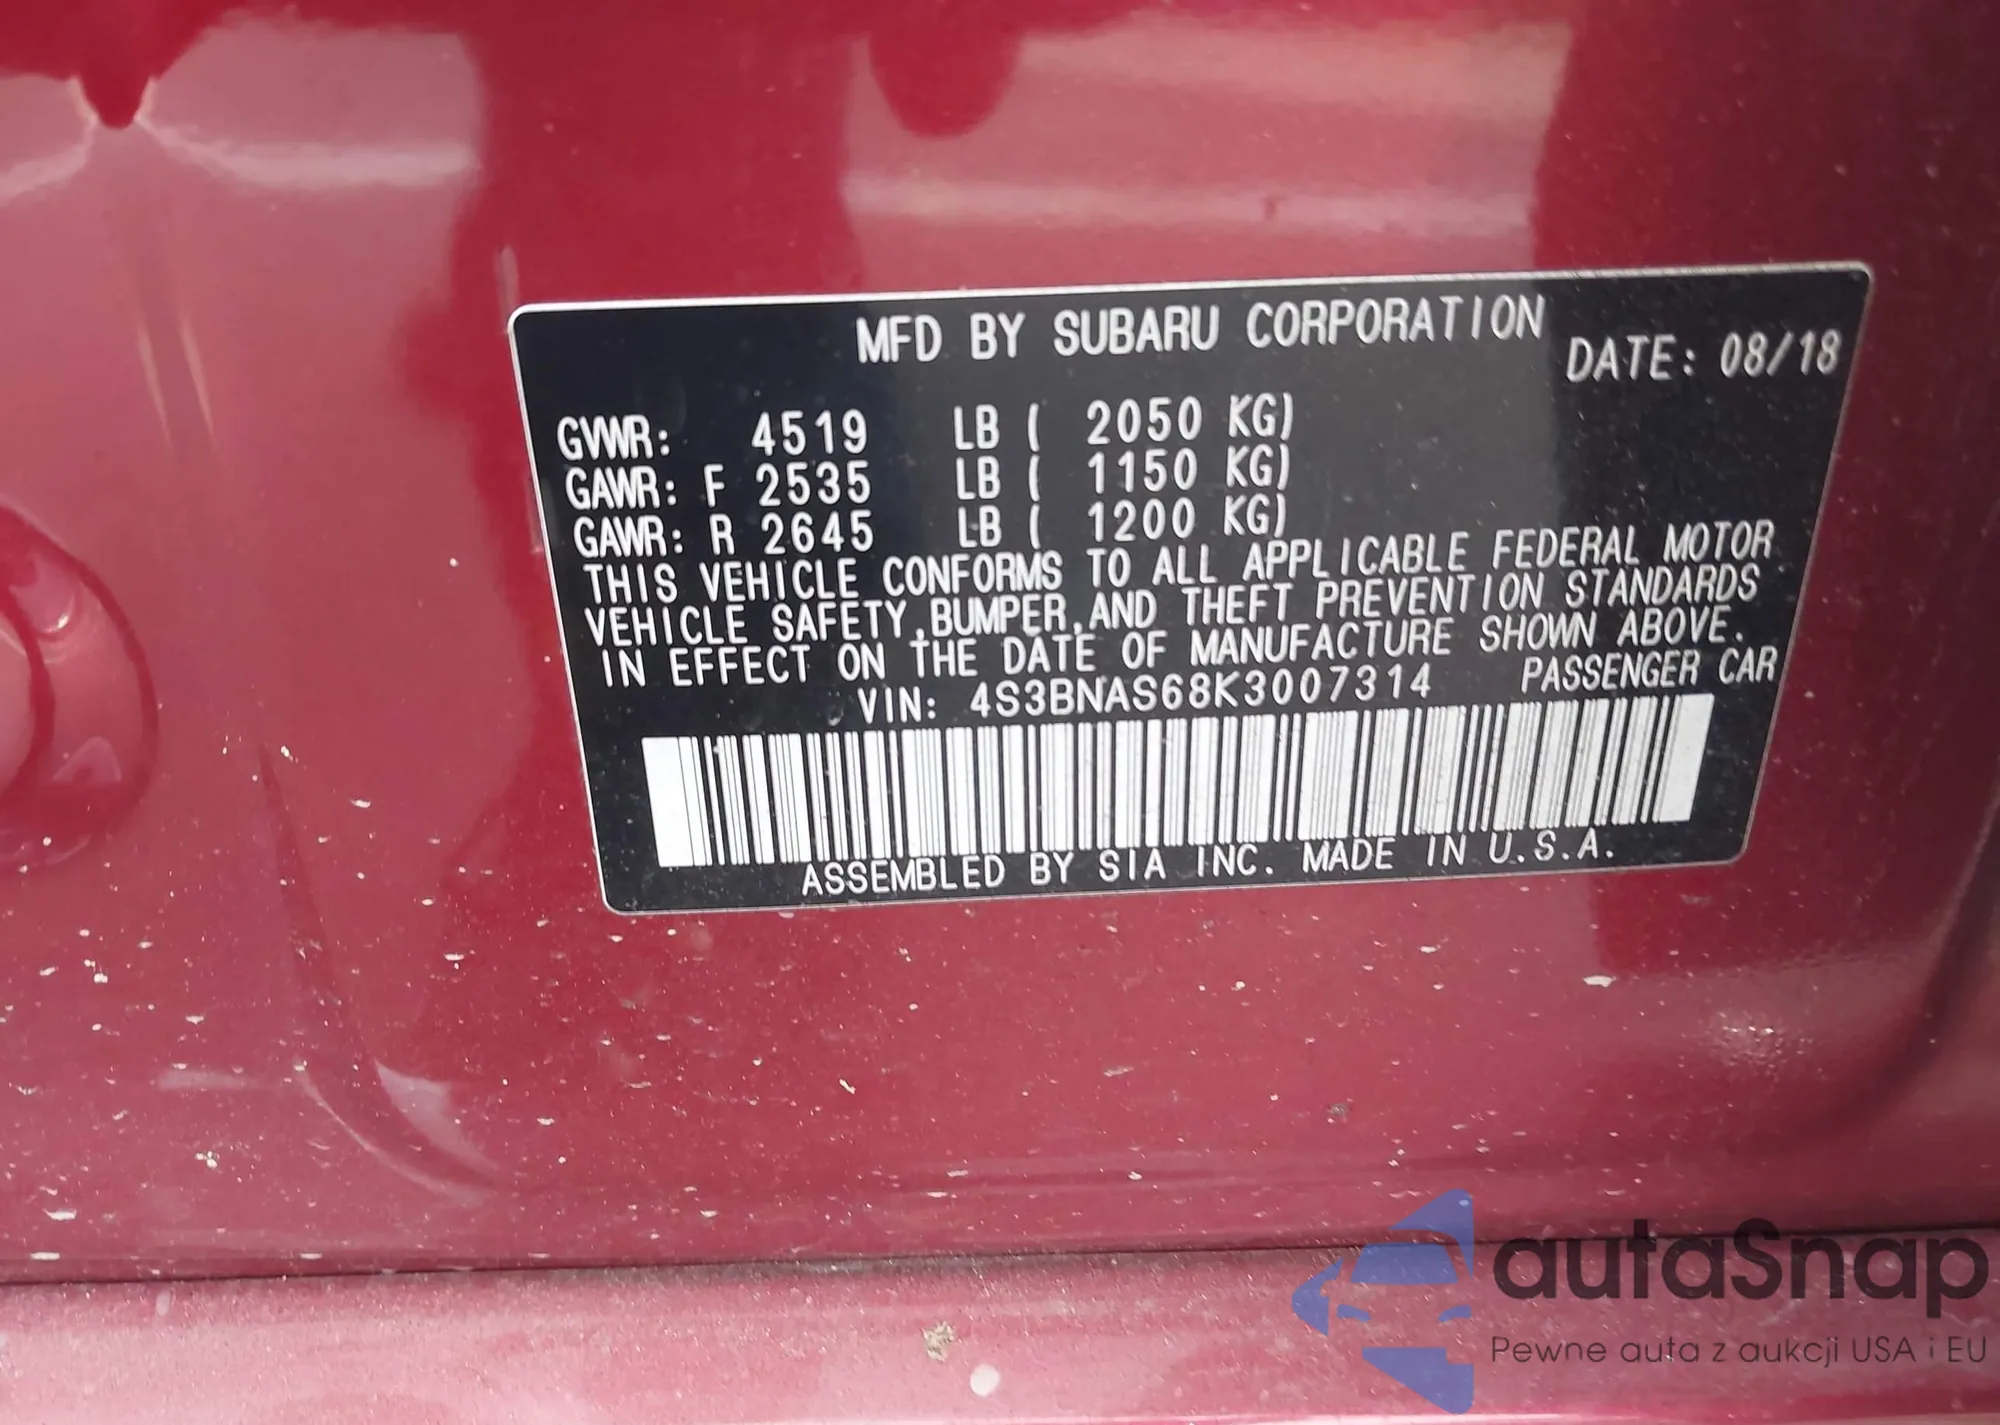 MFD BY SUBARU CORPORATION
DATE: 08/18
GVWR: 4519 LB ( 2050 KG)
GAWR: F 2535 LB ( 1150 KG)
GAWR: R 2645 LB ( 1200 KG)
THIS VEHICLE CONFORMS TO ALL APPLICABLE FEDERAL MOTOR
VEHICLE SAFETY,BUMPER,AND THEFT PREVENTION STANDARDS
IN EFFECT ON THE DATE OF MANUFACTURE SHOWN ABOVE.
VIN: 4S3BNAS68K3007314 PASSENGER CAR
ASSEMBLED BY SIA INC. MADE IN U.S.A.
autaSnap
Pewne auta z aukcji USA i EU